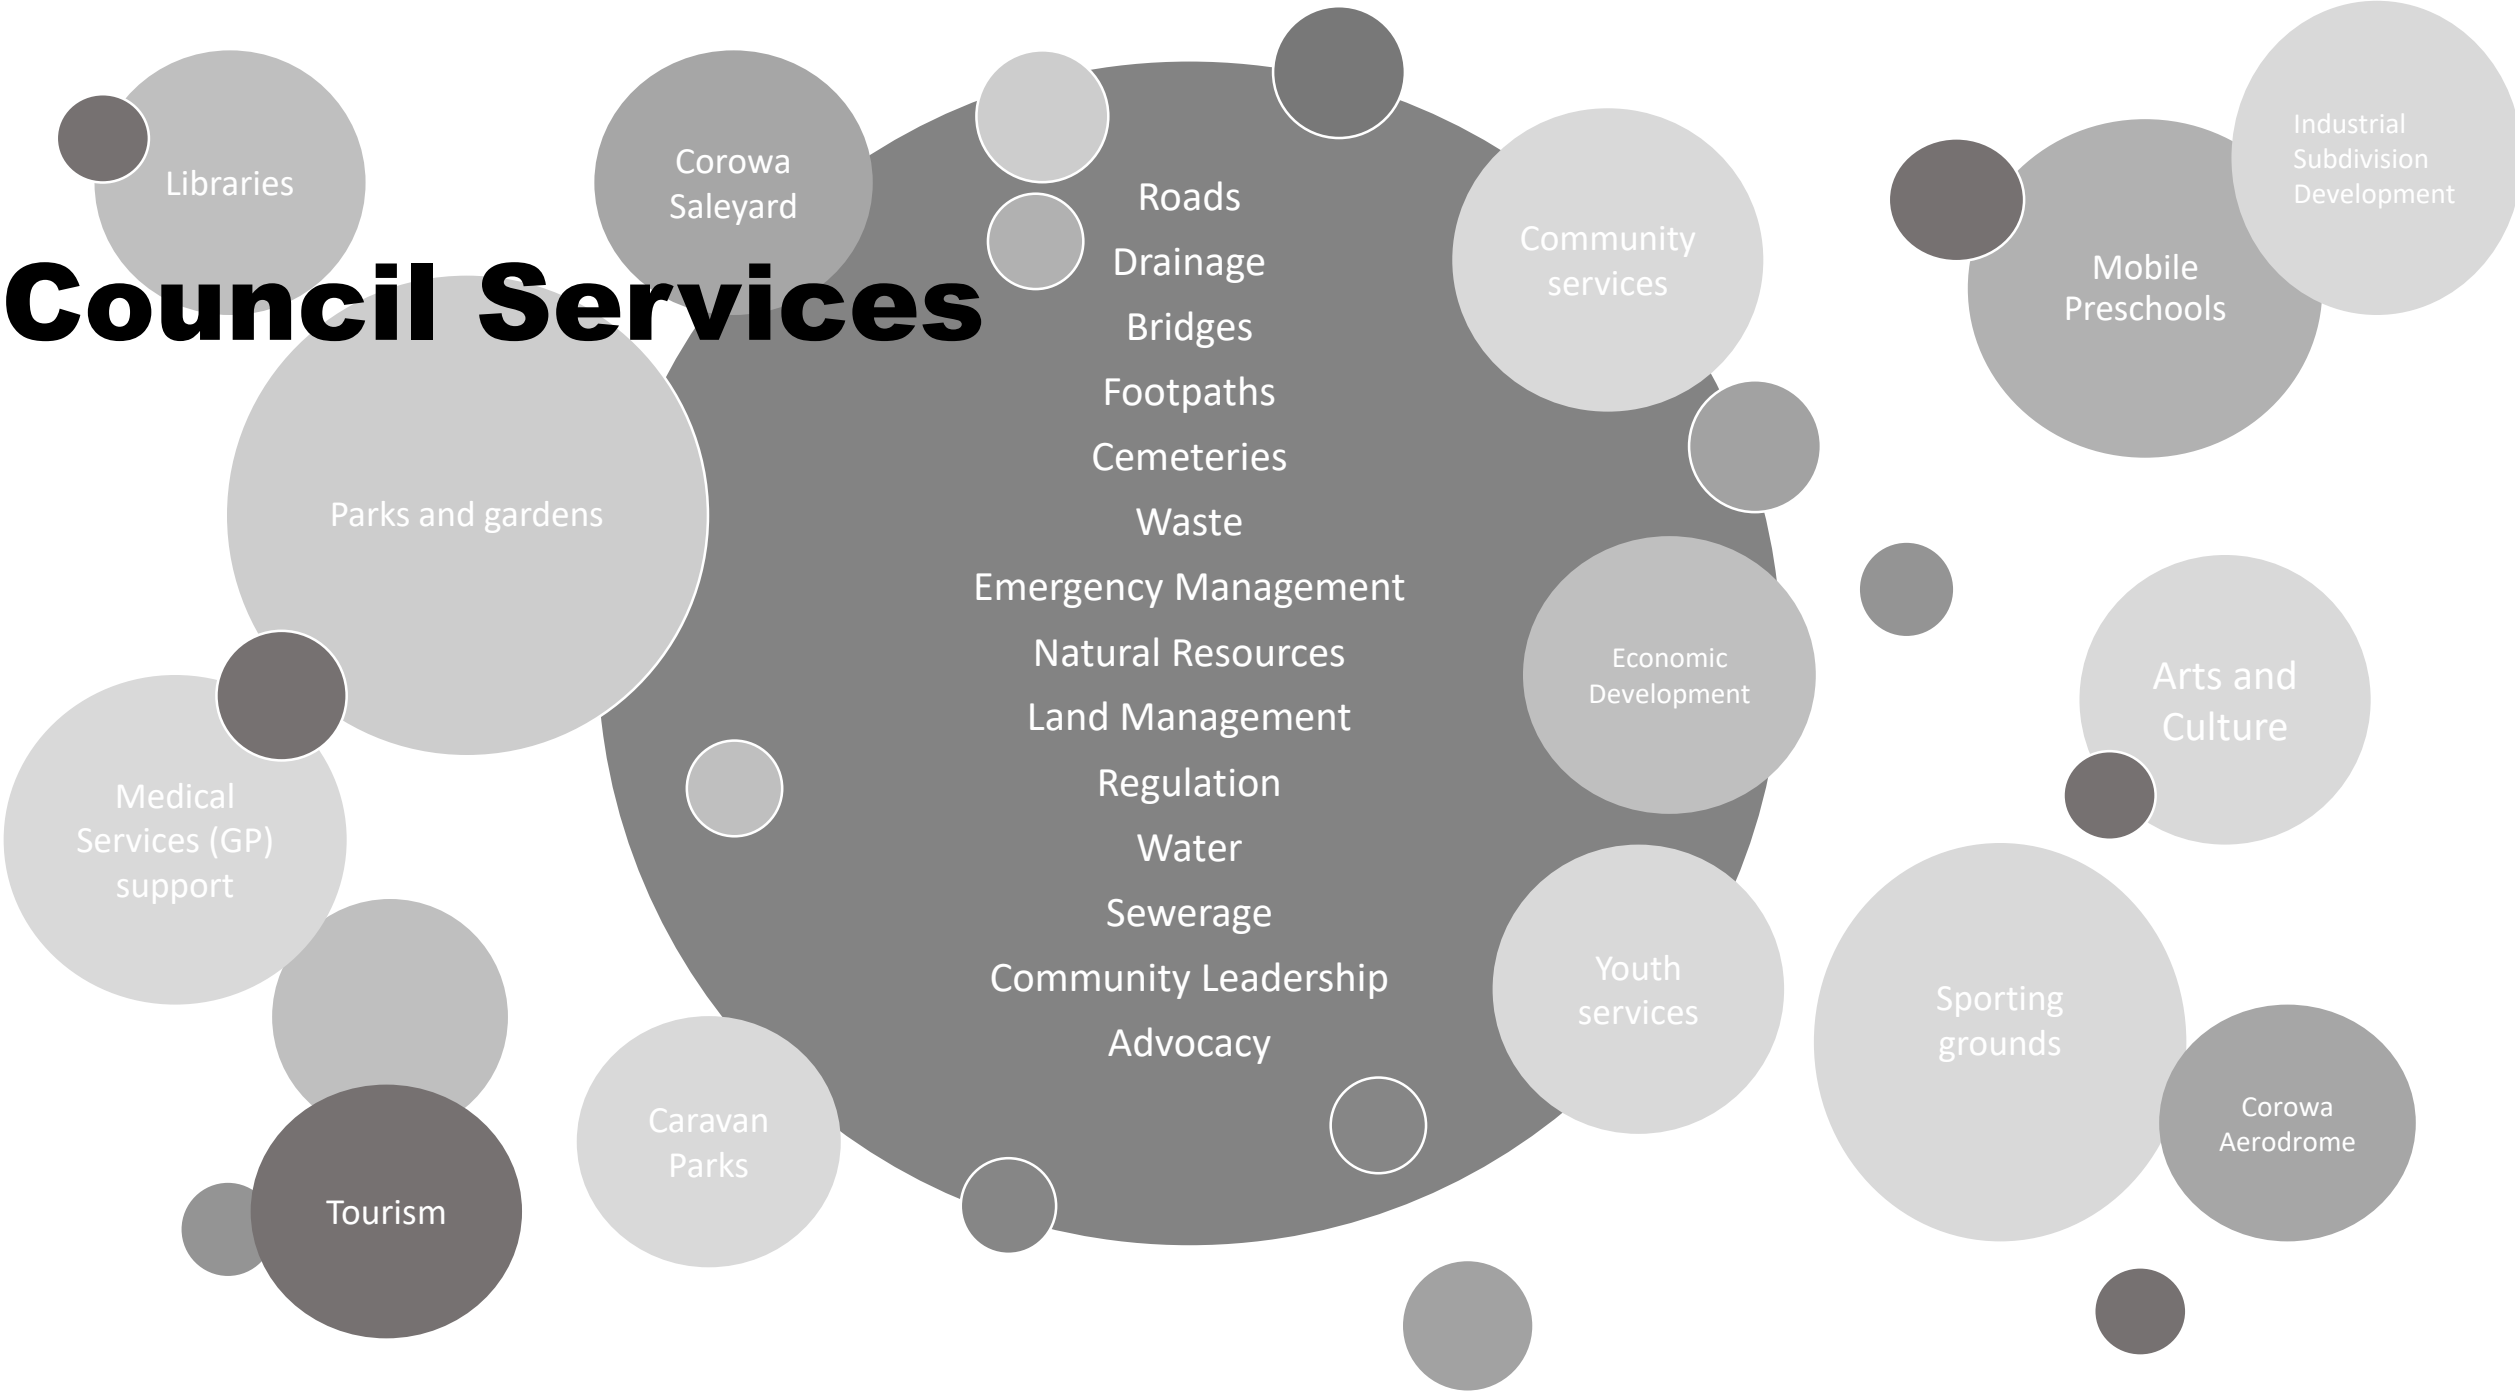 Council Services
Libraries
Corowa
Saleyard
Parks and gardens
Medical
Services (GP)
support
Tourism
Caravan
Parks
Roads
Drainage
Bridges
Footpaths
Cemeteries
Waste
Emergency Management
Natural Resources
Land Management
Regulation
Water
Sewerage
Community Leadership
Advocacy
Community
services
Economic
Development
Youth
services
Industrial
Subdivision
Development
Mobile
Preschools
Arts and
Culture
Sporting
grounds
Corowa
Aerodrome